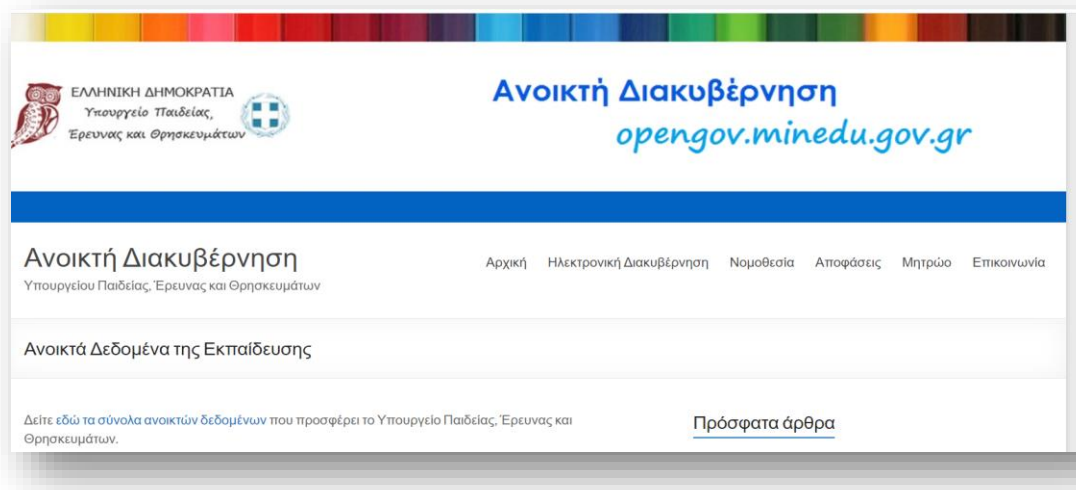 ΕΛΛΗΝΙΚΗ ΔΗΜΟΚΡΑΤΙΑ
Υπουργείο Παιδείας,
Έρευνας και Θρησκευμάτων
Ανοικτή Διακυβέρνηση
opengov.minedu.gov.gr
Ανοικτή Διακυβέρνηση
Υπουργείου Παιδείας, Έρευνας και Θρησκευμάτων
Αρχική Ηλεκτρονική Διακυβέρνηση Νομοθεσία Αποφάσεις Μητρώο Επικοινωνία
Ανοικτά Δεδομένα της Εκπαίδευσης
Δείτε εδώ τα σύνολα ανοικτών δεδομένων που προσφέρει το Υπουργείο Παιδείας, Έρευνας και
Θρησκευμάτων.
Πρόσφατα άρθρα